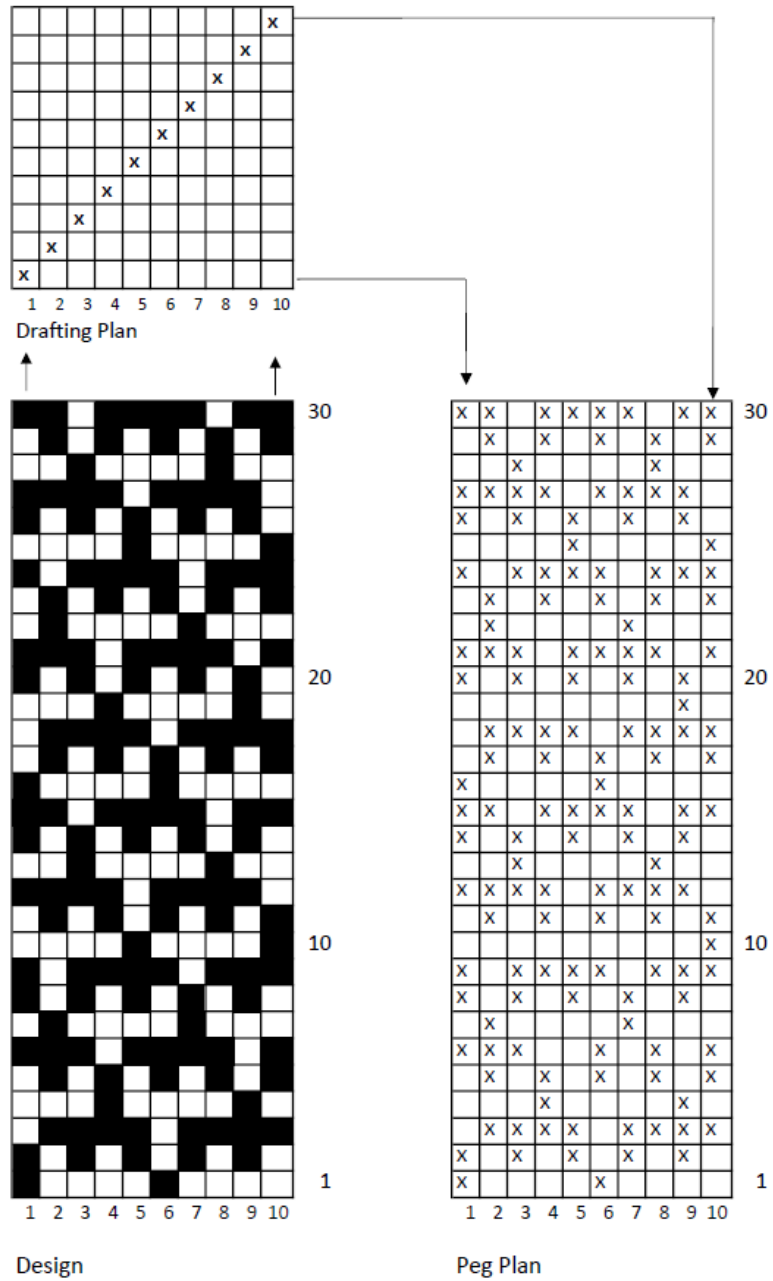 x
x
x
x
x
x
x
x
x
x
1 2 3 4 5 6 7 8 9 10
Drafting Plan
30 X X X X X X X X 30
X X X X X
X X
X X X X X X X X
X X X X X
X X
X X X X X X X X
X X X X X
X X
X X X X X X X X
20 X X X X X 20
X
X X X X X X X X
X X X X X
X X
X X X X X X X X
X X X X X
X X
X X X X X X X X
X X X X X
10 X 10
X X X X X X X X
X X X X X
X X
X X X X X X
X X X X X
X X
X X X X X X X X
X X X X X
1 X X 1
1 2 3 4 5 6 7 8 9 10 1 2 3 4 5 6 7 8 9 10
Design Peg Plan